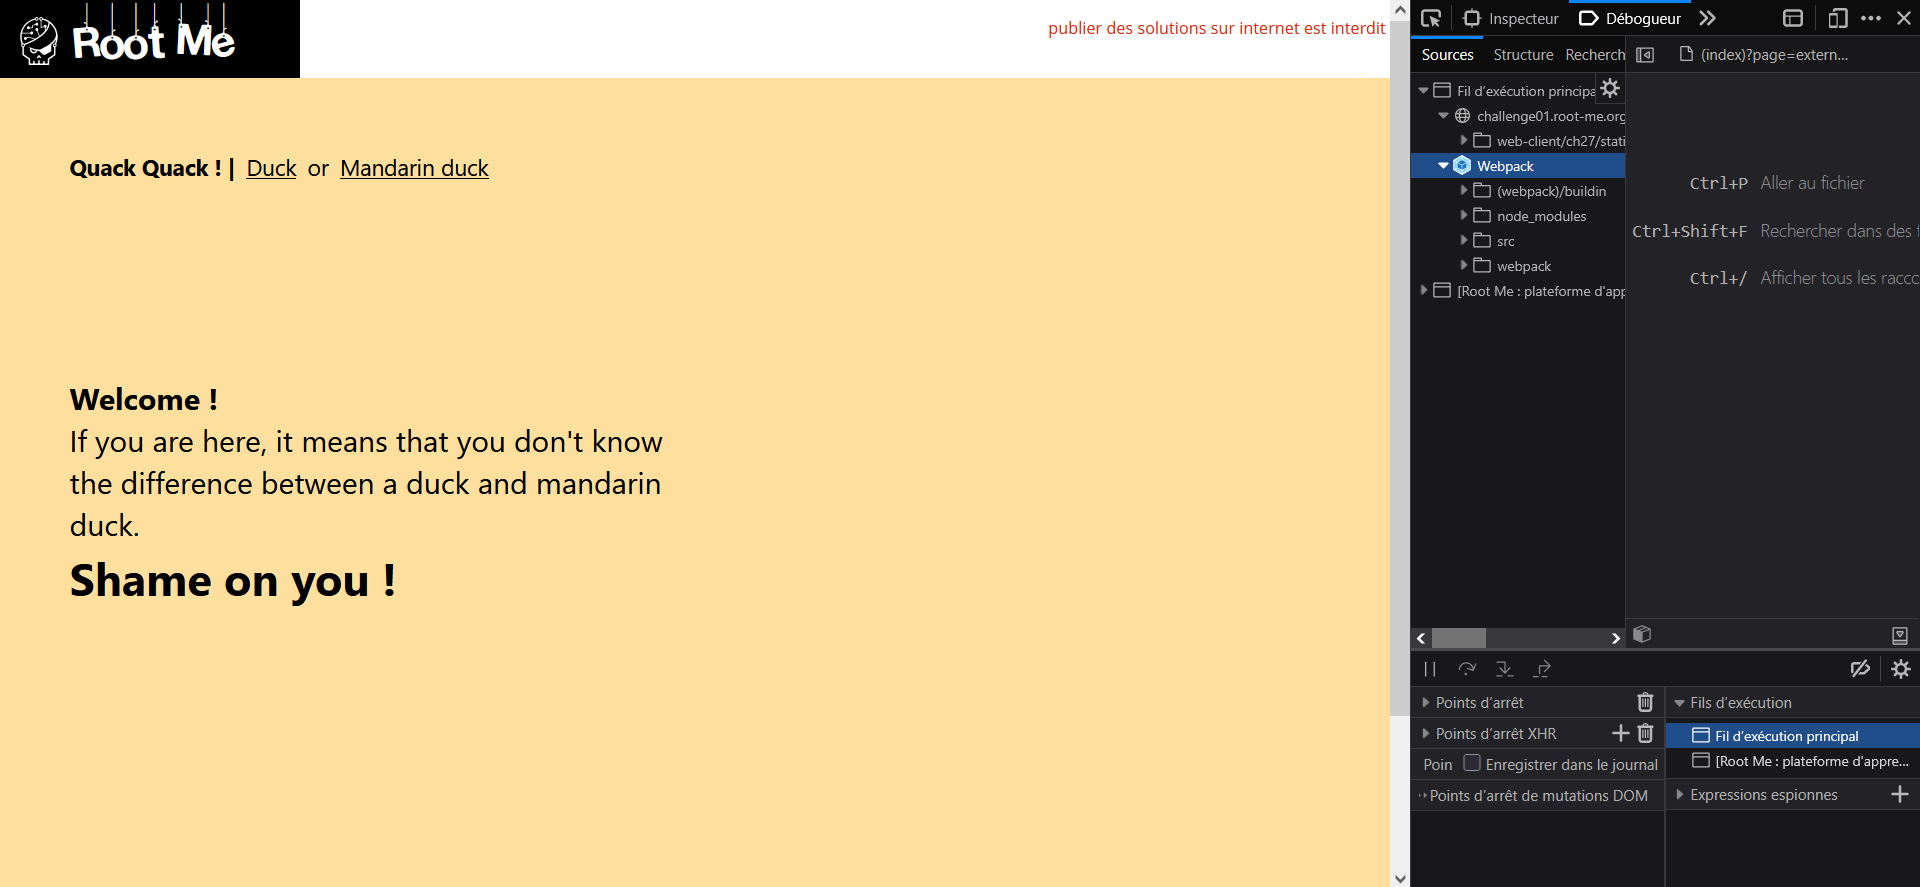 Root Me
publier des solutions sur internet est interdit
Quack Quack ! | Duck or Mandarin duck
Welcome !
If you are here, it means that you don't know
the difference between a duck and mandarin
duck.
Shame on you !
Inspecteur
Débogueur
Sources
Structure
Recherch
(index)?page=extern...
Fil d’exécution principa
challenge01.root-me.org
web-client/ch27/stati
Webpack
(webpack)/buildin
node_modules
src
webpack
[Root Me : plateforme d'app
Ctrl+P Aller au fichier
Ctrl+Shift+F Rechercher dans des f
Ctrl+/ Afficher tous les racco
Points d’arrêt
Points d’arrêt XHR
Poin Enregistrer dans le journal
Points d’arrêt de mutations DOM
Fils d’exécution
Fil d’exécution principal
[Root Me : plateforme d'appre...
Expressions espionnes